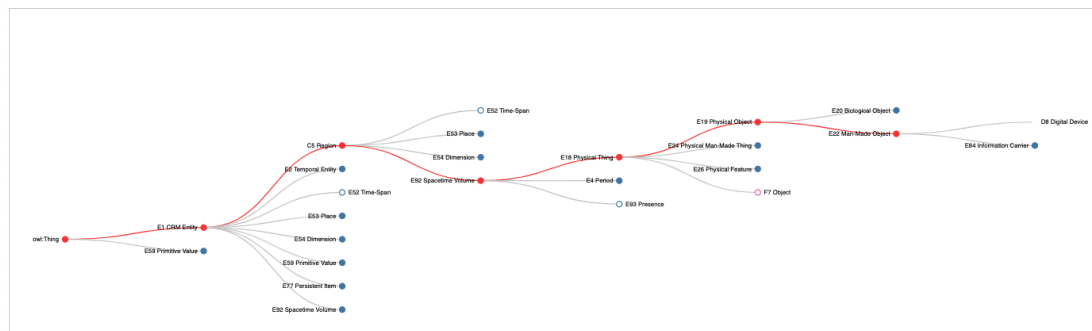 owl:Thing
E1 CRM Entity
E59 Primitive Value
C5 Region
E2 Temporal Entity
E52 Time-Span
E53 Place
E54 Dimension
E59 Primitive Value
E77 Persistent Item
E92 Spacetime Volume
E52 Time-Span
E53 Place
E54 Dimension
E92 Spacetime Volume
E18 Physical Thing
E4 Period
E93 Presence
E19 Physical Object
E24 Physical Man-Made Thing
E26 Physical Feature
F7 Object
E20 Biological Object
E22 Man-Made Object
D8 Digital Device
E84 Information Carrier